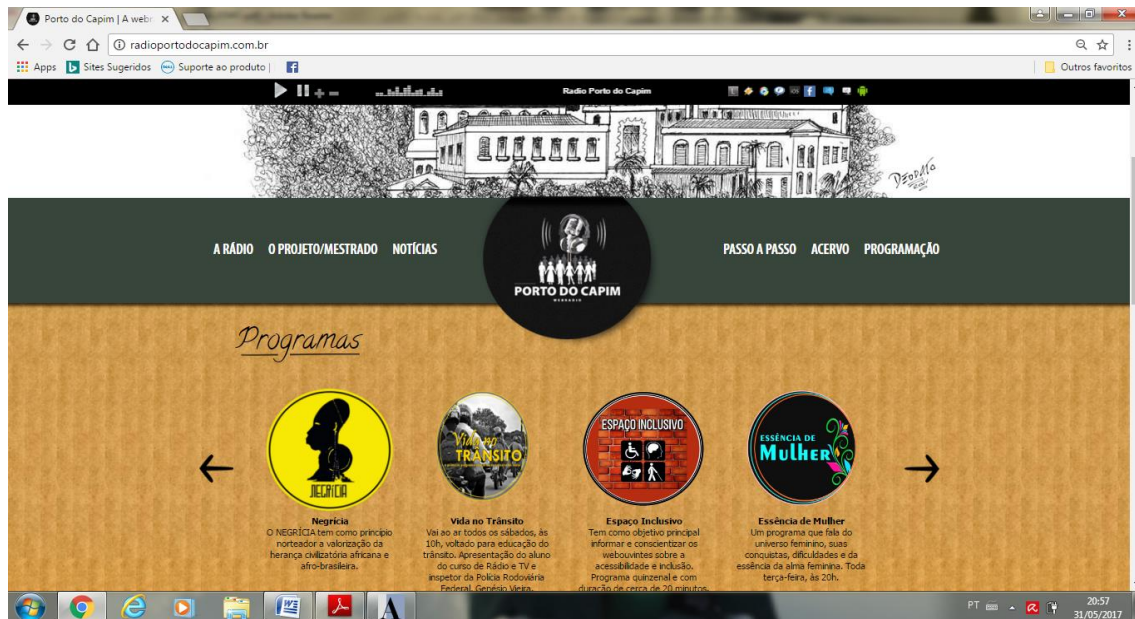 Porto do Capim | A webr
radioportodocapim.com.br
Apps Sites Sugeridos Suporte ao produto | Outros favoritos
Radio Porto do Capim
Deodato
A RÁDIO O PROJETO/MESTRADO NOTÍCIAS PASSO A PASSO ACERVO PROGRAMAÇÃO
PORTO DO CAPIM
WEBRADIO
Programas
NEGRÍCIA
Vida no
TRÂNSITO
ESPAÇO INCLUSIVO
ESSÊNCIA DE
MULHER
Negrícia
O NEGRÍCIA tem como princípio
norteador a valorização da
herança civilizatória africana e
afro-brasileira.
Vida no Trânsito
Vai ao ar todos os sábados, às
10h, voltado para educação do
trânsito. Apresentação do aluno
do curso de Rádio e TV e
inspetor da Polícia Rodoviária
Federal, Genésio Vieira.
Espaço Inclusivo
Tem como objetivo principal
informar e conscientizar os
webouvintes sobre a
acessibilidade e inclusão.
Programa quinzenal e com
duração de cerca de 20 minutos.
Essência de Mulher
Um programa que fala do
universo feminino, suas
conquistas, dificuldades e da
essência da alma feminina. Toda
terça-feira, às 20h.
PT
20:57
31/05/2017